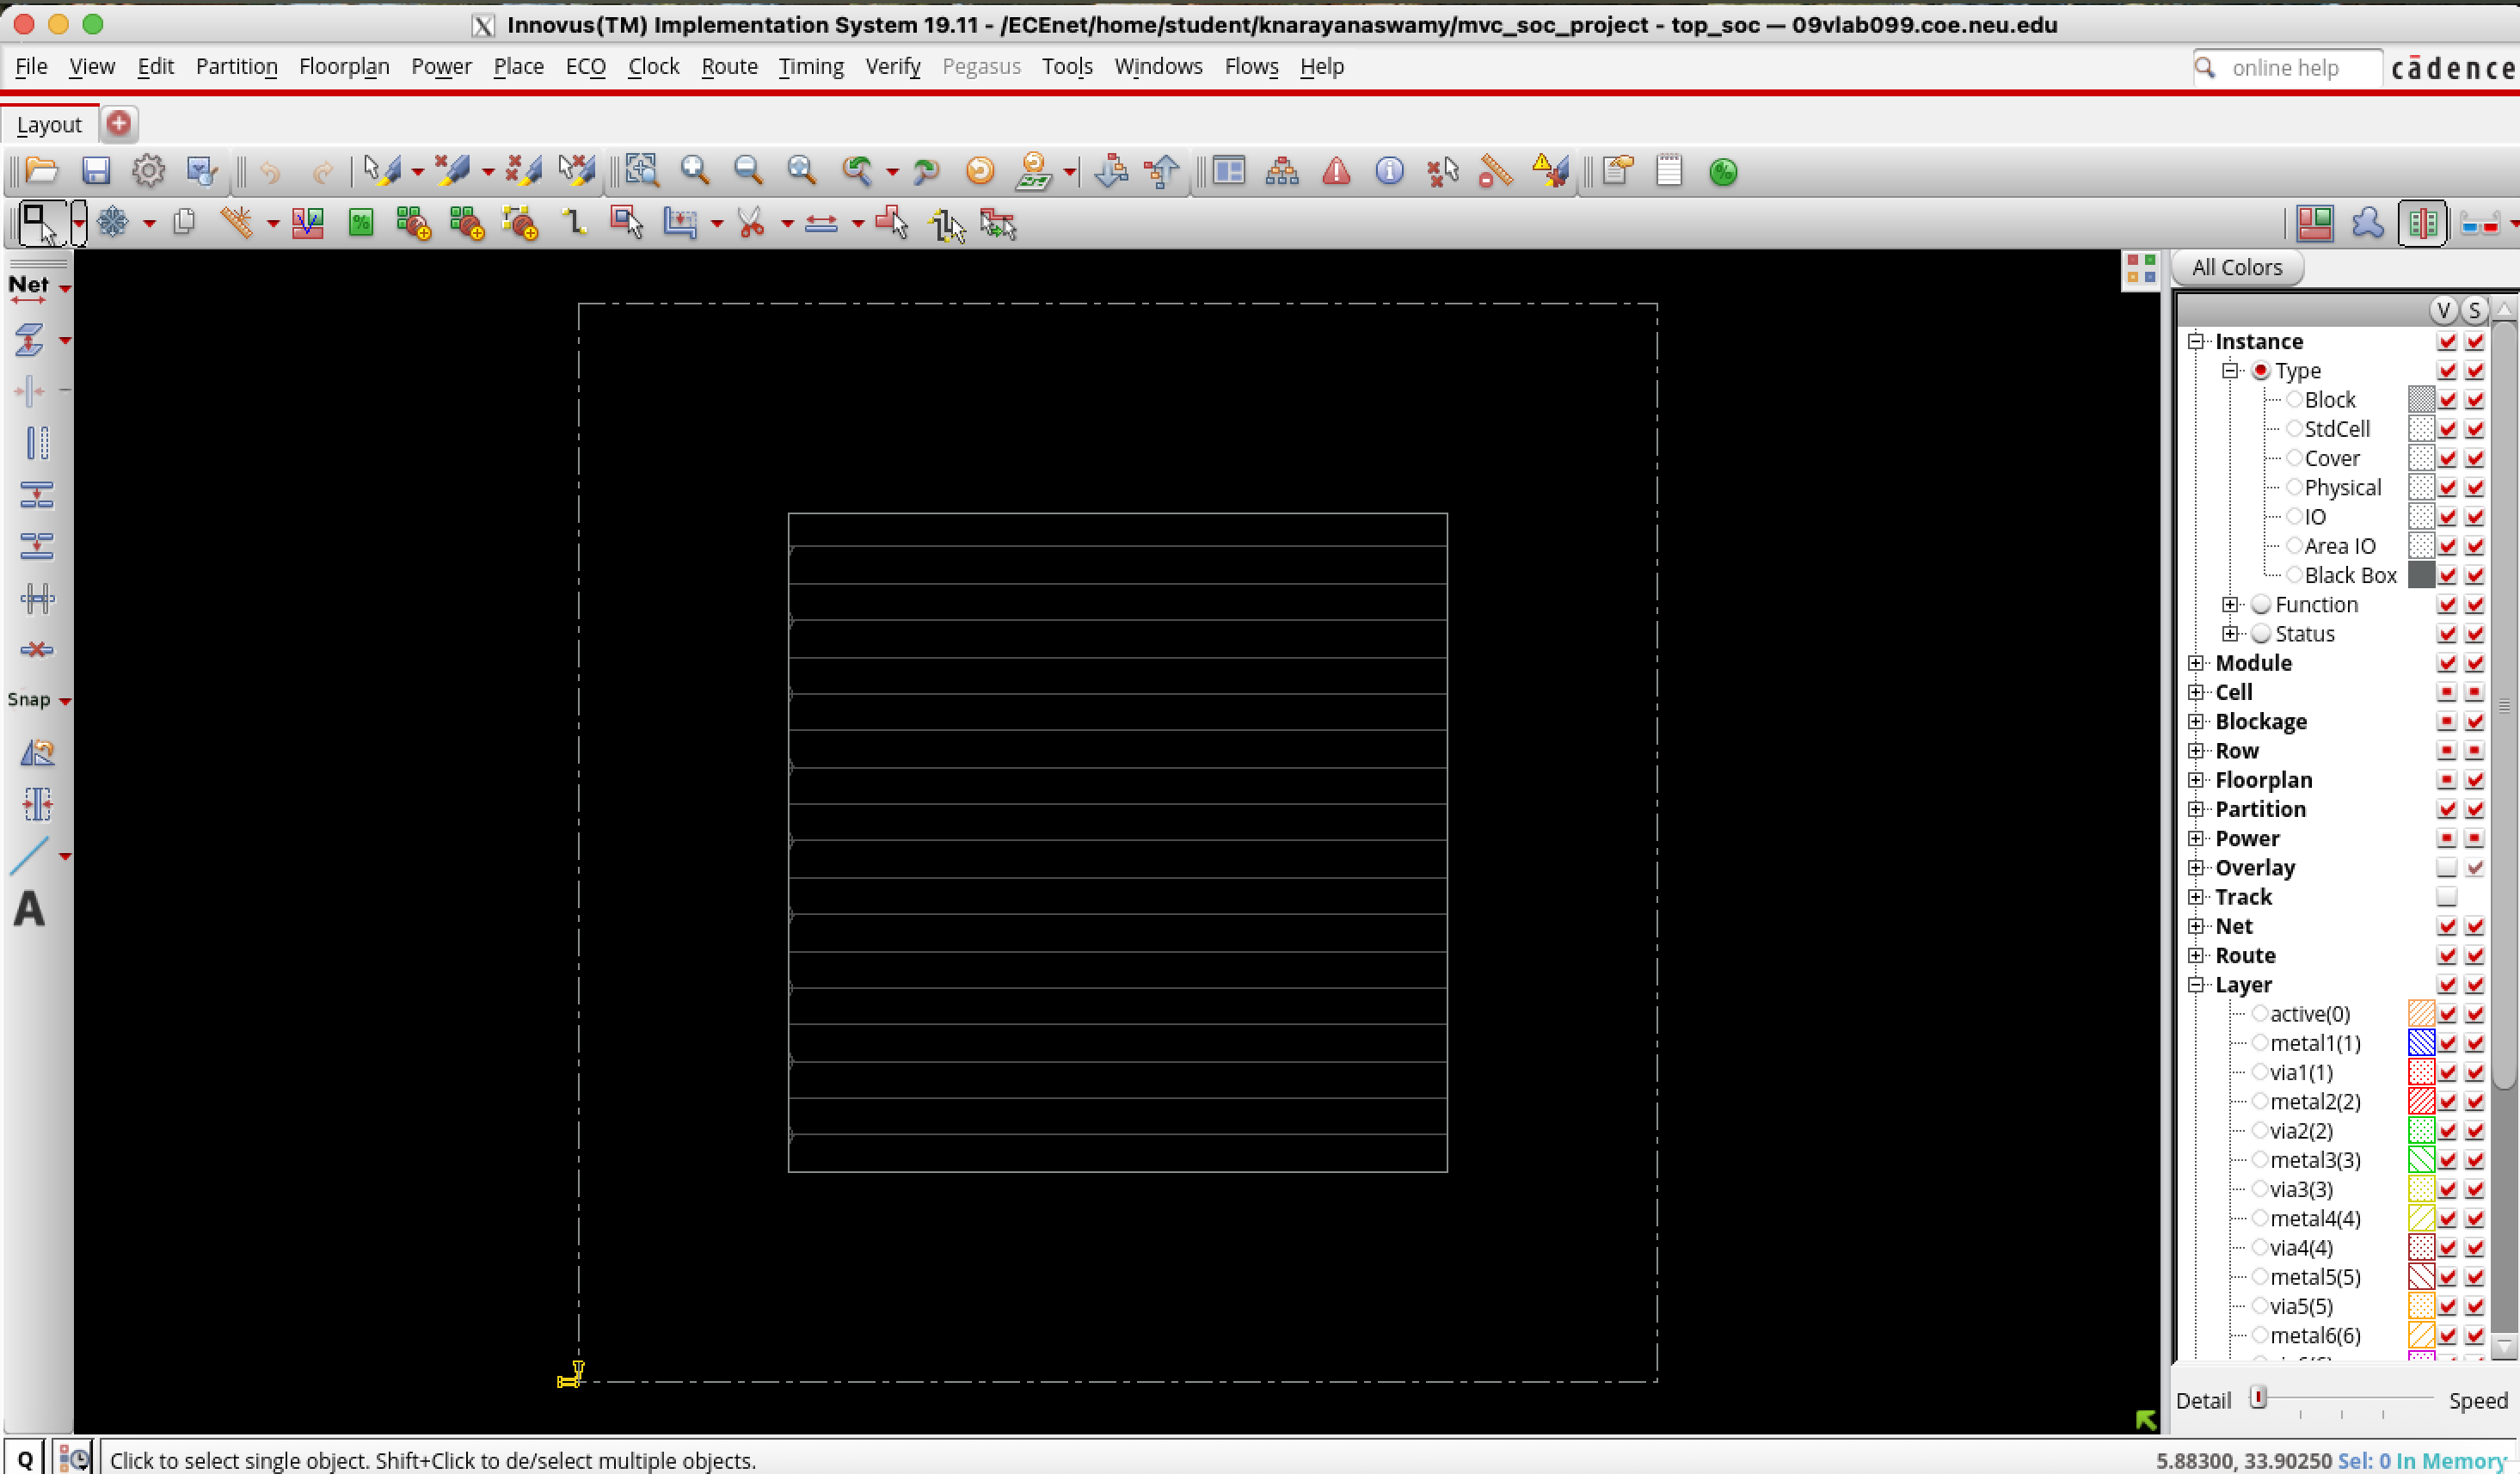 Innovus(TM) Implementation System 19.11 - /ECEnet/home/student/knarayanaswamy/mvc_soc_project - top_soc — 09vlab099.coe.neu.edu
File View Edit Partition Floorplan Power Place ECO Clock Route Timing Verify Pegasus Tools Windows Flows Help online help cādence
Layout
All Colors
Net
V S
Instance
Type
Block
StdCell
Cover
Physical
IO
Area IO
Black Box
Function
Status
Module
Snap
Cell
Blockage
Row
Floorplan
Partition
Power
Overlay
A
Track
Net
Route
Layer
active(0)
metal1(1)
via1(1)
metal2(2)
via2(2)
metal3(3)
via3(3)
metal4(4)
via4(4)
metal5(5)
via5(5)
metal6(6)
Detail Speed
Q Click to select single object. Shift+Click to de/select multiple objects. 5.88300, 33.90250 Sel: 0 In Memory